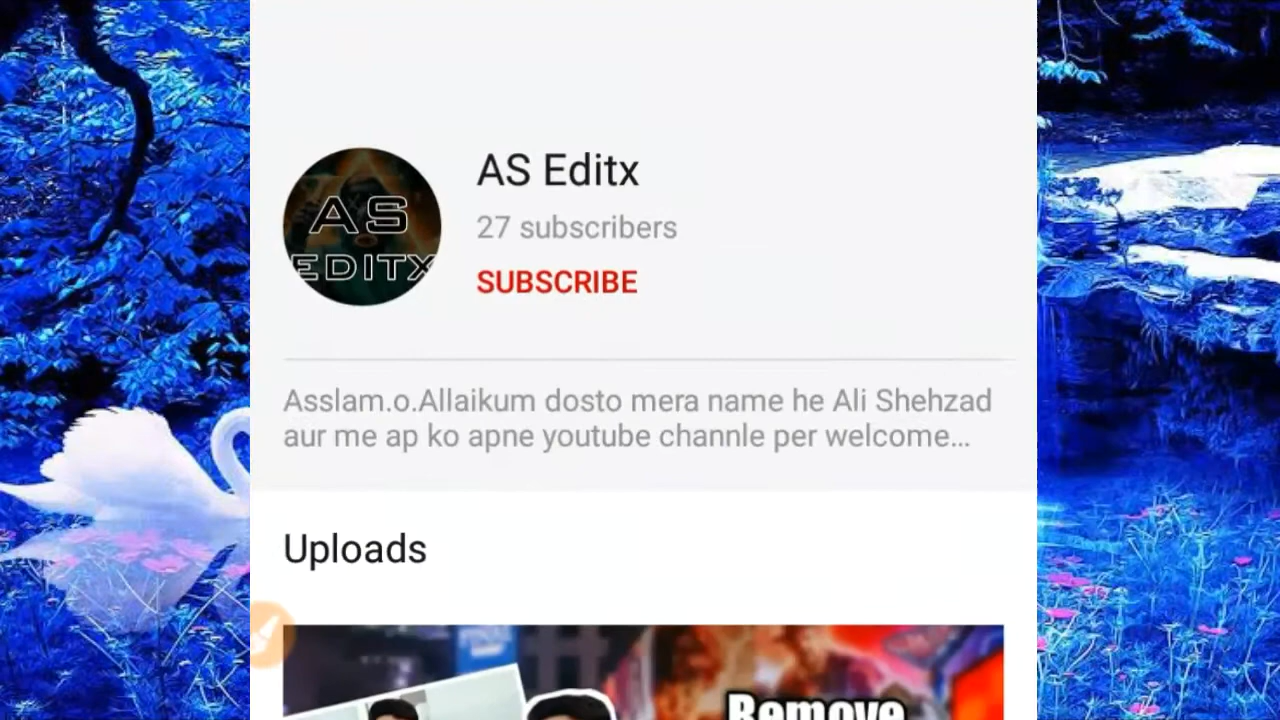 AS Editx
AS
EDITX
27 subscribers
SUBSCRIBE
Asslam.o.Allaikum dosto mera name he Ali Shehzad
aur me ap ko apne youtube channle per welcome...
Uploads
Remove